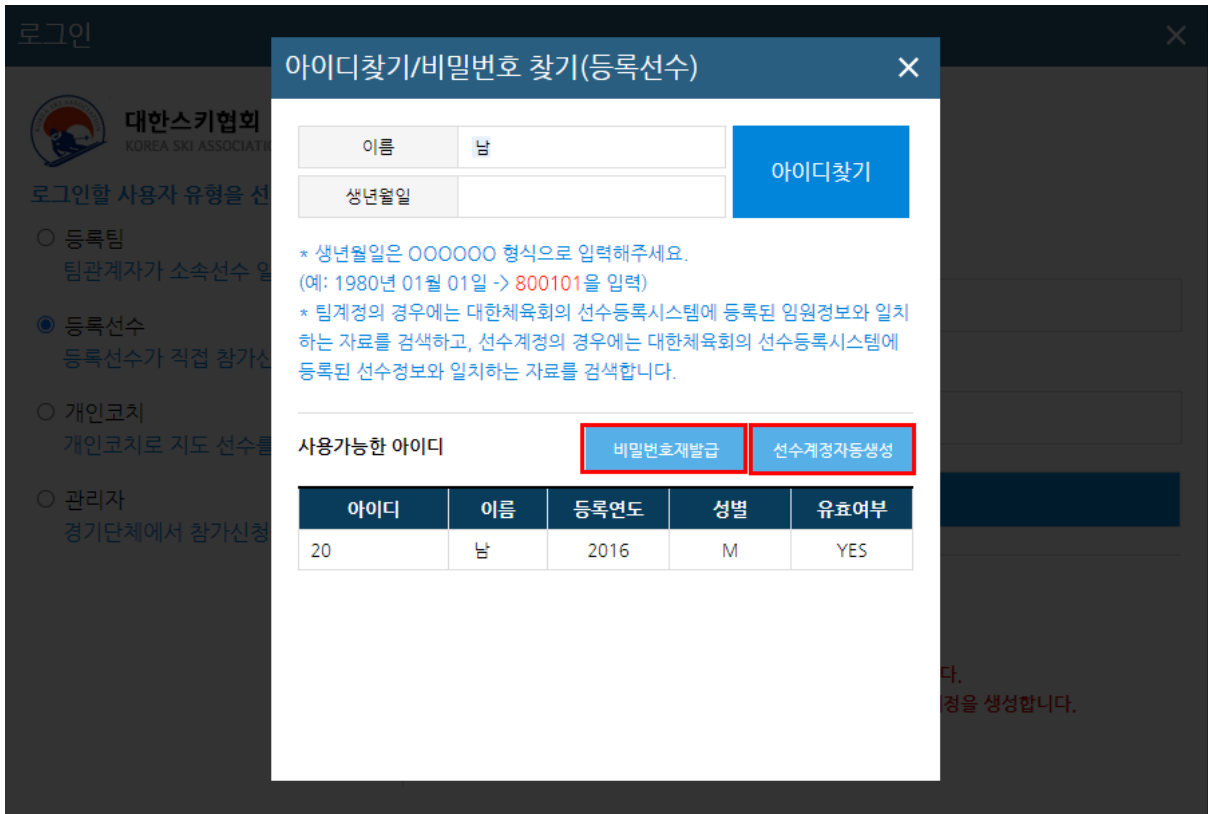 로그인
아이디찾기/비밀번호 찾기(등록선수)
대한스키협회
KOREA SKI ASSOCIATIO
로그인할 사용자 유형을 선
등록팀
팀관계자가 소속선수 일
등록선수
등록선수가 직접 참가신
개인코치
개인코치로 지도 선수를
관리자
경기단체에서 참가신청
이름 남
생년월일
아이디찾기
* 생년월일은 OOOOOO 형식으로 입력해주세요.
(예: 1980년 01월 01일 -> 800101을 입력)
* 팀계정의 경우에는 대한체육회의 선수등록시스템에 등록된 임원정보와 일치
하는 자료를 검색하고, 선수계정의 경우에는 대한체육회의 선수등록시스템에
등록된 선수정보와 일치하는 자료를 검색합니다.
사용가능한 아이디 비밀번호재발급 선수계정자동생성
아이디 이름 등록연도 성별 유효여부
20 남 2016 M YES
다.
정을 생성합니다.